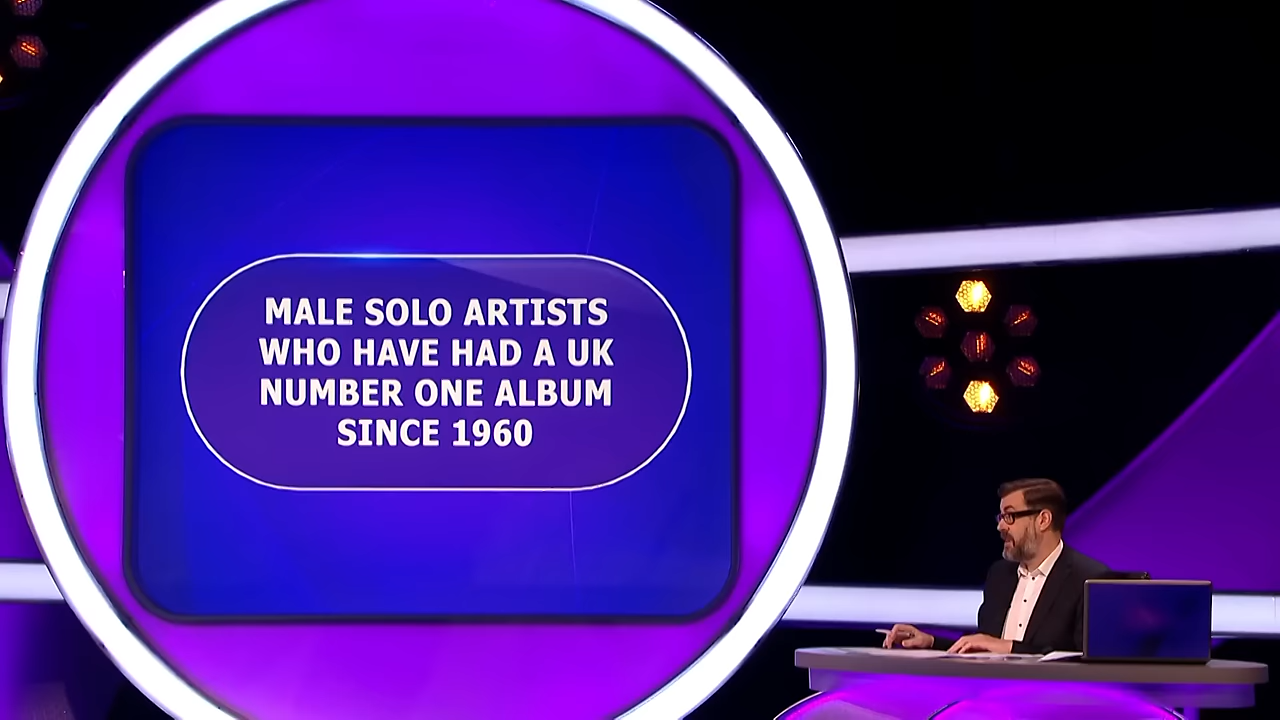 MALE SOLO ARTISTS
WHO HAVE HAD A UK
NUMBER ONE ALBUM
SINCE 1960